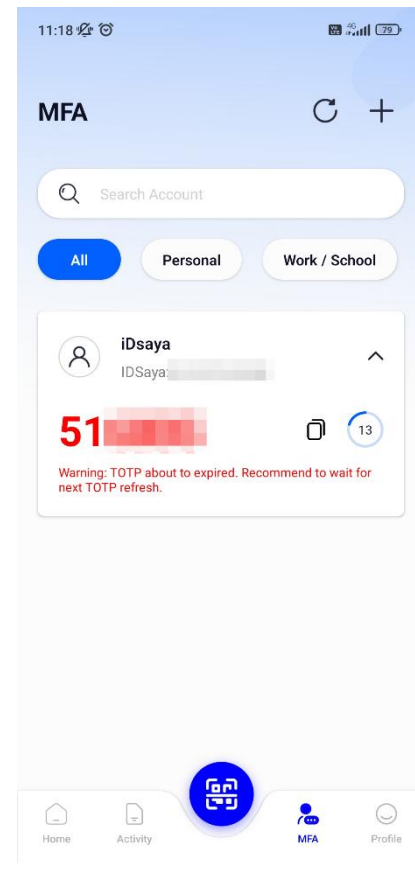 11:18
4G
79
MFA
Search Account
All
Personal
Work / School
iDsaya
IDSaya:
51
13
Warning: TOTP about to expired. Recommend to wait for
next TOTP refresh.
Home
Activity
MFA
Profile